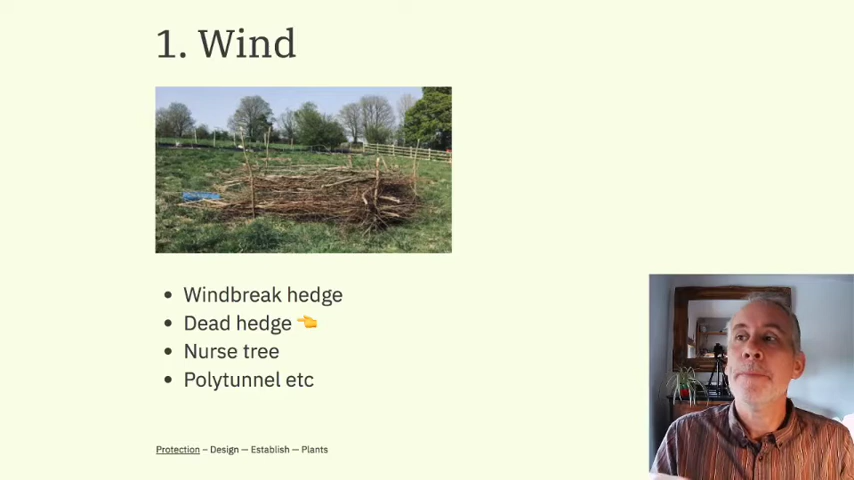 1. Wind
• Windbreak hedge
• Dead hedge 👈
• Nurse tree
• Polytunnel etc
Protection – Design — Establish — Plants